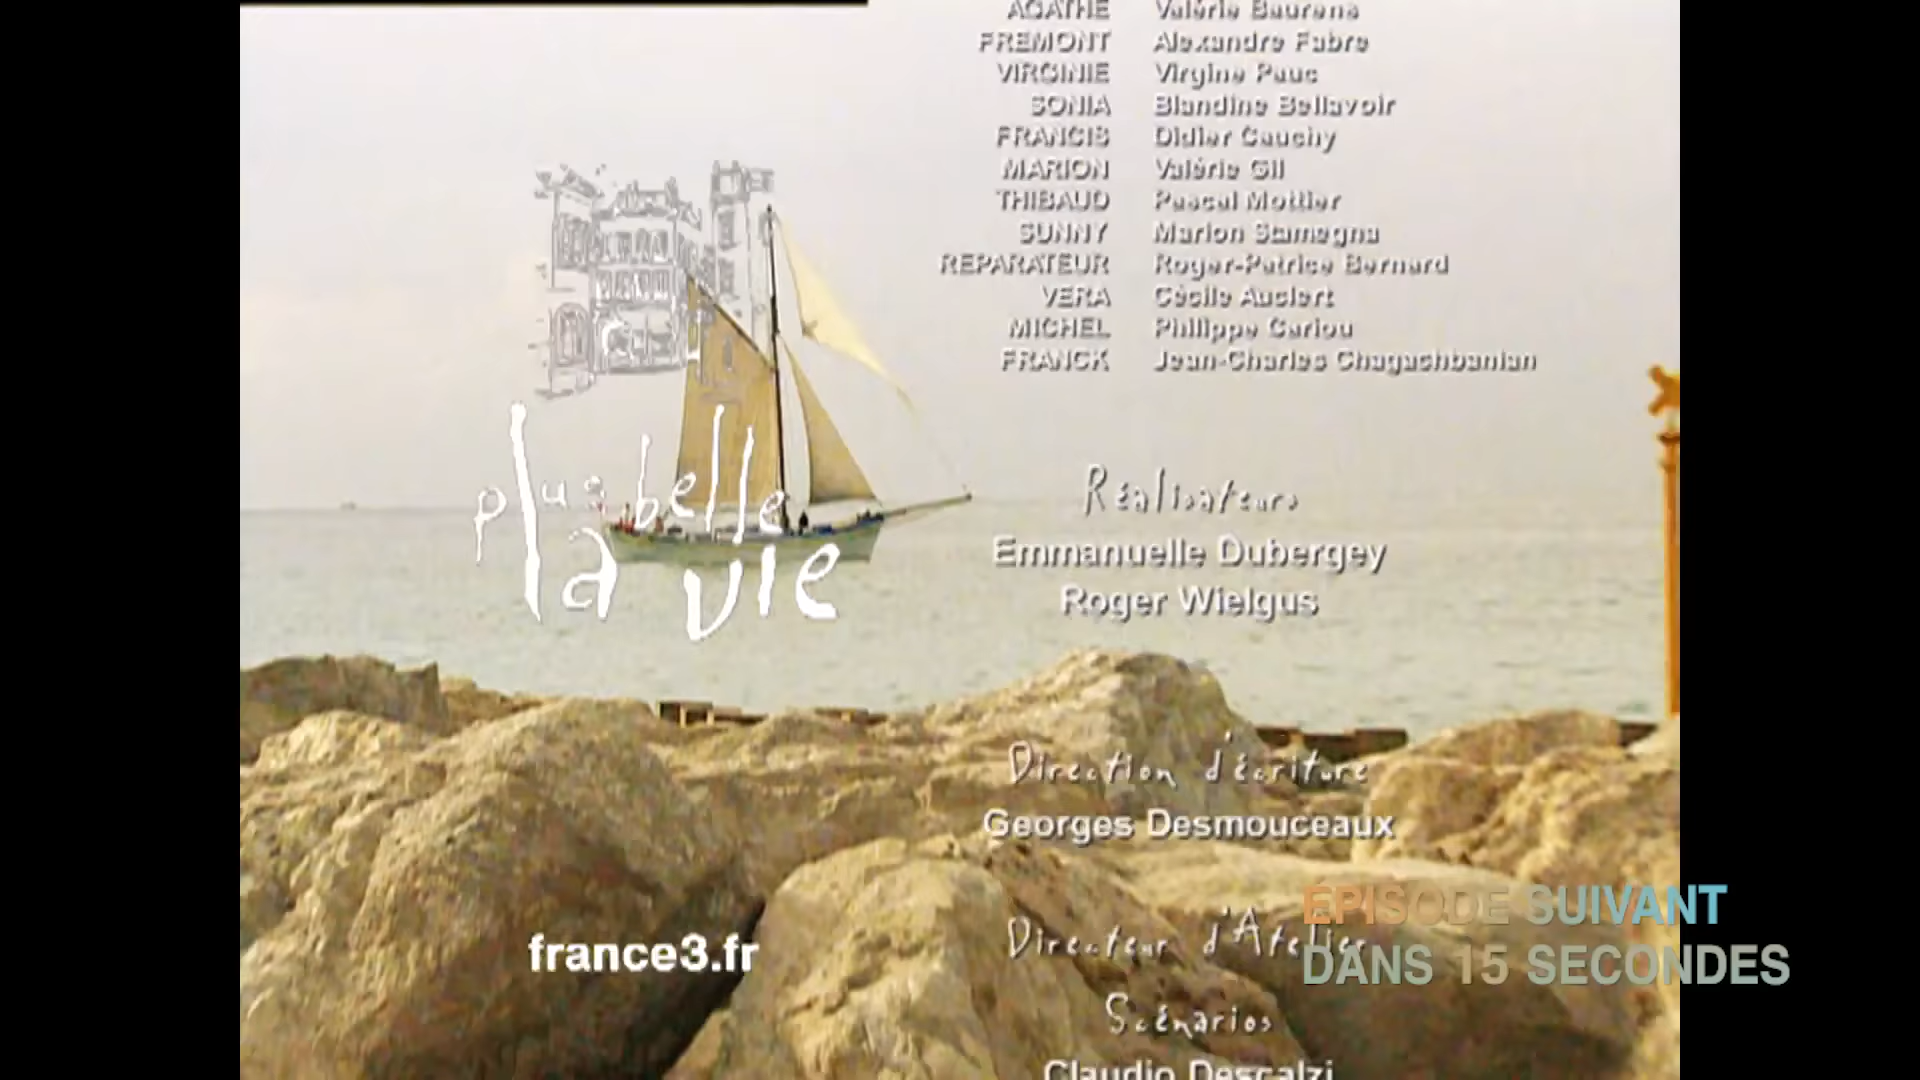 AGATHE Valérie Baurens
FREMONT Alexandre Fabre
VIRGINIE Virgine Pauc
SONIA Blandine Bellavoir
FRANCIS Didier Cauchy
MARION Valérie Gil
THIBAUD Pascal Mottier
SUNNY Marion Stamegna
REPARATEUR Roger-Patrice Bernard
VERA Cécile Auclert
MICHEL Philippe Cariou
FRANCK Jean-Charles Chagachbanian
plus belle
la vie
Réalisateurs
Emmanuelle Dubergey
Roger Wielgus
Direction d'écriture
Georges Desmouceaux
Directeur d'Atelier
Scénarios
Claudio Descalzi
france3.fr
ÉPISODE SUIVANT
DANS 15 SECONDES